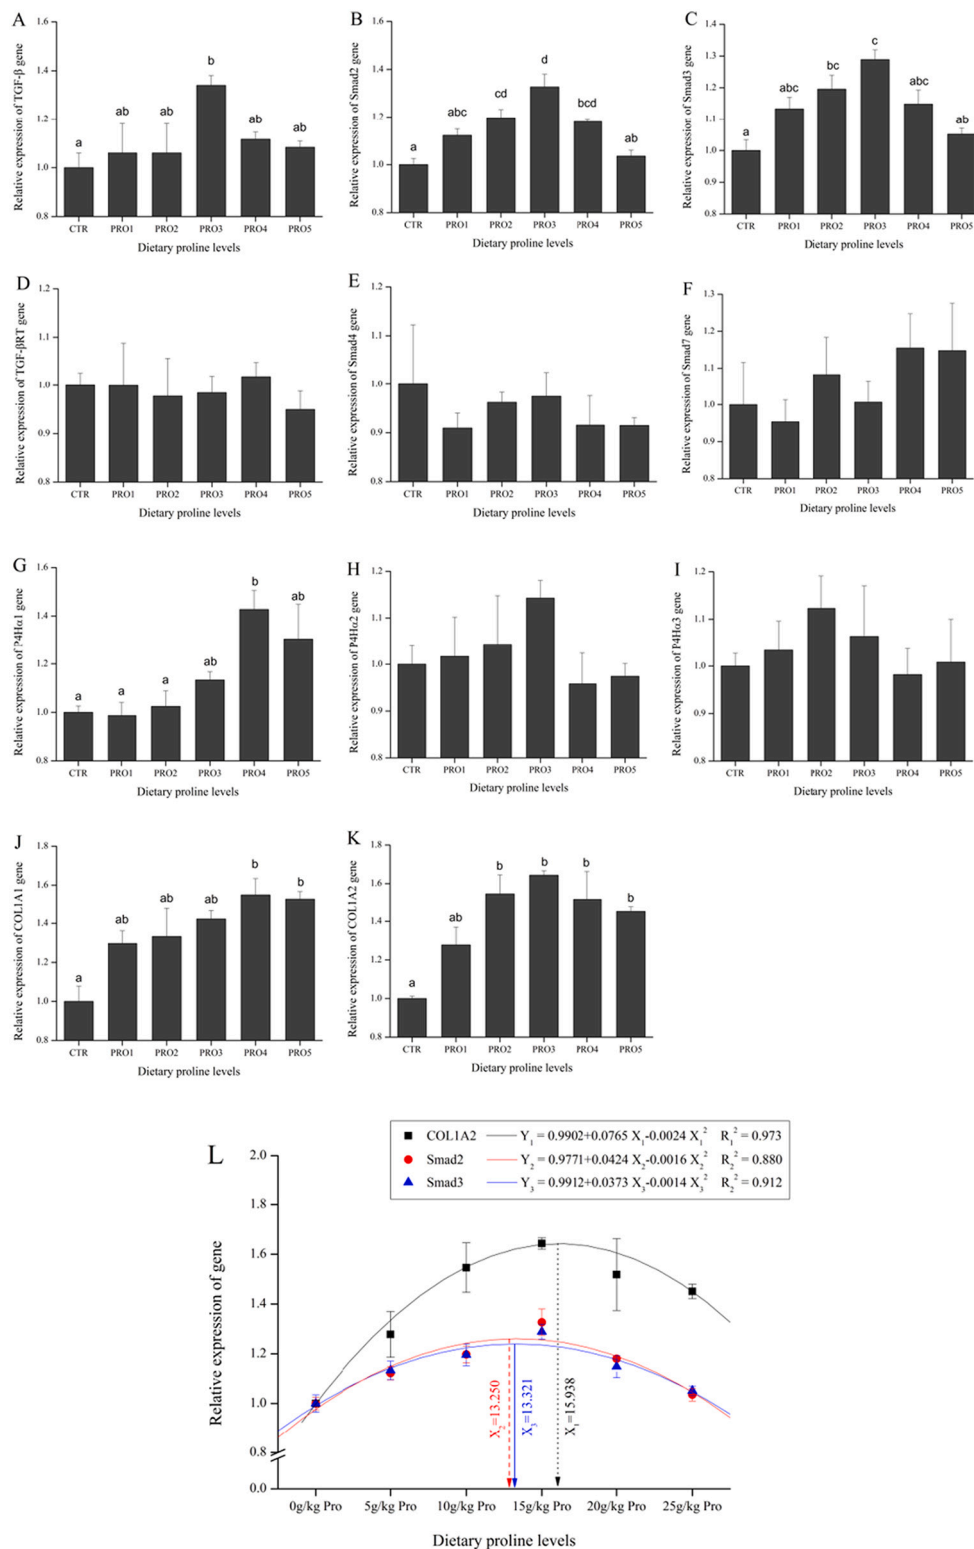 A
B
C
Relative expression of TGF-β gene
1.6
1.4
1.2
1.0
0.8
a
ab
ab
b
ab
ab
CTR PRO1 PRO2 PRO3 PRO4 PRO5
Dietary proline levels
Relative expression of Smad2 gene
1.6
1.4
1.2
1.0
0.8
a
abc
cd
d
bcd
ab
CTR PRO1 PRO2 PRO3 PRO4 PRO5
Dietary proline levels
Relative expression of Smad3 gene
1.4
1.3
1.2
1.1
1.0
0.9
0.8
a
abc
bc
c
abc
ab
CTR PRO1 PRO2 PRO3 PRO4 PRO5
Dietary proline levels
D
E
F
Relative expression of TGF-βRT gene
1.2
1.1
1.0
0.9
0.8
CTR PRO1 PRO2 PRO3 PRO4 PRO5
Dietary proline levels
Relative expression of Smad4 gene
1.2
1.1
1.0
0.9
0.8
CTR PRO1 PRO2 PRO3 PRO4 PRO5
Dietary proline levels
Relative expression of Smad7 gene
1.3
1.2
1.1
1.0
0.9
0.8
CTR PRO1 PRO2 PRO3 PRO4 PRO5
Dietary proline levels
G
H
I
Relative expression of P4Hα1 gene
1.6
1.4
1.2
1.0
0.8
a
a
a
ab
b
ab
CTR PRO1 PRO2 PRO3 PRO4 PRO5
Dietary proline levels
Relative expression of P4Hα2 gene
1.2
1.1
1.0
0.9
0.8
CTR PRO1 PRO2 PRO3 PRO4 PRO5
Dietary proline levels
Relative expression of P4Hα3 gene
1.2
1.1
1.0
0.9
0.8
CTR PRO1 PRO2 PRO3 PRO4 PRO5
Dietary proline levels
J
K
Relative expression of COL1A1 gene
1.8
1.6
1.4
1.2
1.0
0.8
a
ab
ab
ab
b
b
CTR PRO1 PRO2 PRO3 PRO4 PRO5
Dietary proline levels
Relative expression of COL1A2 gene
1.8
1.6
1.4
1.2
1.0
0.8
a
ab
b
b
b
b
CTR PRO1 PRO2 PRO3 PRO4 PRO5
Dietary proline levels
L
COL1A2 Y₁ = 0.9902+0.0765 X₁-0.0024 X₁² R₁² = 0.973
Smad2 Y₂ = 0.9771+0.0424 X₂-0.0016 X₂² R₂² = 0.880
Smad3 Y₃ = 0.9912+0.0373 X₃-0.0014 X₃² R₂² = 0.912
Relative expression of gene
2.0
1.8
1.6
1.4
1.2
1.0
0.8
0.0
X₂=13.250
X₃=13.321
X₁=15.938
0g/kg Pro 5g/kg Pro 10g/kg Pro 15g/kg Pro 20g/kg Pro 25g/kg Pro
Dietary proline levels